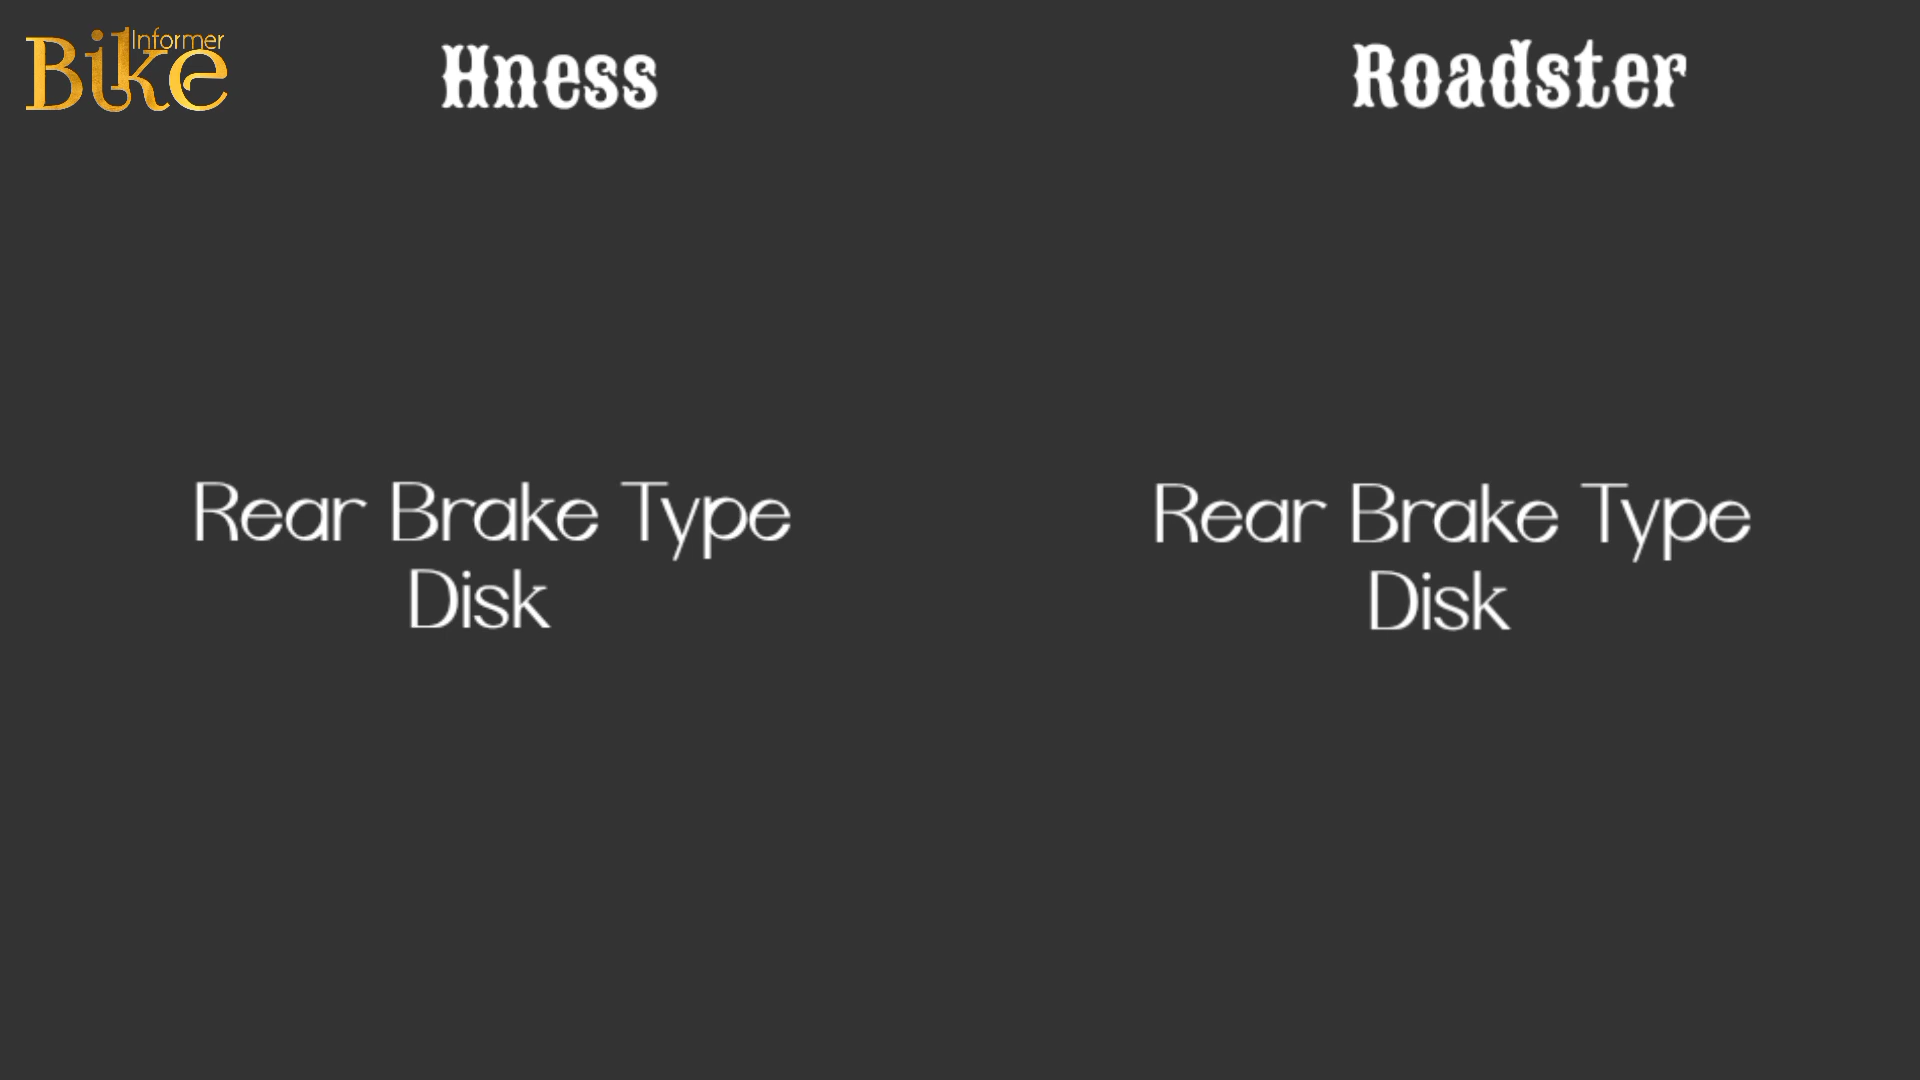 Bike Informer
Hness
Roadster
Rear Brake Type
Disk
Rear Brake Type
Disk